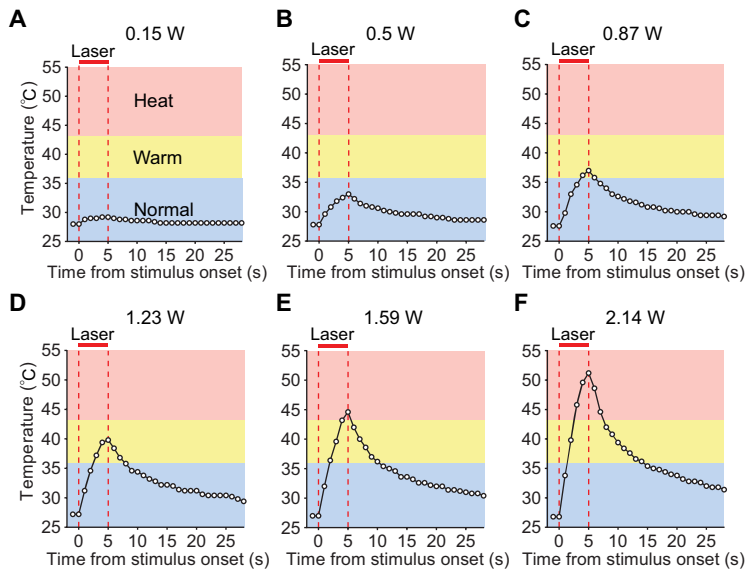 A
0.15 W
Laser
Temperature (°C)
55
50
45
40
35
30
25
Heat
Warm
Normal
0 5 10 15 20 25
Time from stimulus onset (s)
B
0.5 W
Laser
55
50
45
40
35
30
25
0 5 10 15 20 25
Time from stimulus onset (s)
C
0.87 W
Laser
55
50
45
40
35
30
25
0 5 10 15 20 25
Time from stimulus onset (s)
D
1.23 W
Laser
Temperature (°C)
55
50
45
40
35
30
25
0 5 10 15 20 25
Time from stimulus onset (s)
E
1.59 W
Laser
55
50
45
40
35
30
25
0 5 10 15 20 25
Time from stimulus onset (s)
F
2.14 W
Laser
55
50
45
40
35
30
25
0 5 10 15 20 25
Time from stimulus onset (s)